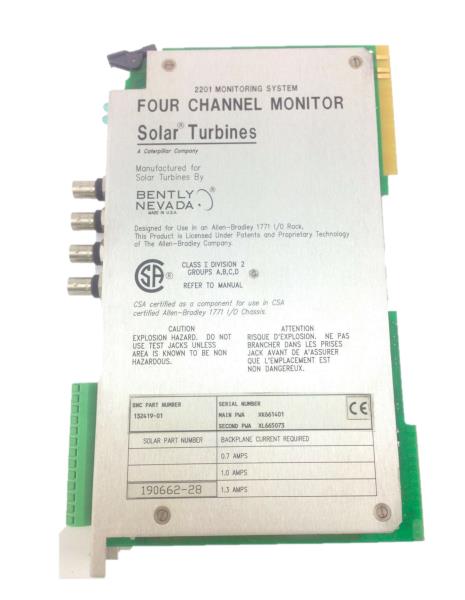 2201 MONITORING SYSTEM
FOUR CHANNEL MONITOR
Solar® Turbines
A Caterpillar Company
Manufactured for
Solar Turbines By
BENTLY
NEVADA
MADE IN U.S.A.
Designed for Use in an Allen-Bradley 1771 I/O Rack.
This Product is Licensed Under Patents and Proprietary Technology
of The Allen-Bradley Company.
CSA®
CLASS I DIVISION 2
GROUPS A,B,C,D
REFER TO MANUAL
CSA certified as a component for use in CSA
certified Allen-Bradley 1771 I/O Chassis.
CAUTION
EXPLOSION HAZARD. DO NOT
USE TEST JACKS UNLESS
AREA IS KNOWN TO BE NON
HAZARDOUS.
ATTENTION
RISQUE D'EXPLOSION. NE PAS
BRANCHER DANS LES PRISES
JACK AVANT DE A'ASSURER
QUE L'EMPLACEMENT EST
NON DANGEREUX.
BNC PART NUMBER
132419-01
SERIAL NUMBER
MAIN PWA XK661401
SECOND PWA XL665073
CE
SOLAR PART NUMBER
BACKPLANE CURRENT REQUIRED
0.7 AMPS
1.0 AMPS
190662-28
1.3 AMPS